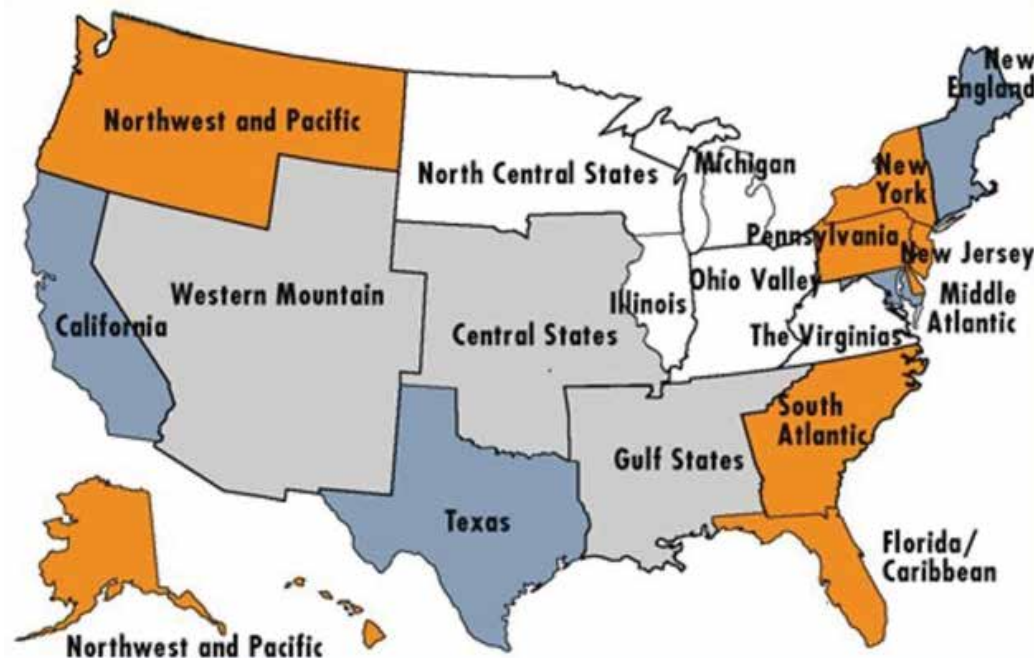 New
England
Northwest and Pacific
Michigan
North Central States
New
York
Pennsylvania
New Jersey
Ohio Valley
Western Mountain
Illinois
Middle
Atlantic
California
Central States
The Virginias
South
Atlantic
Gulf States
Texas
Florida/
Caribbean
Northwest and Pacific